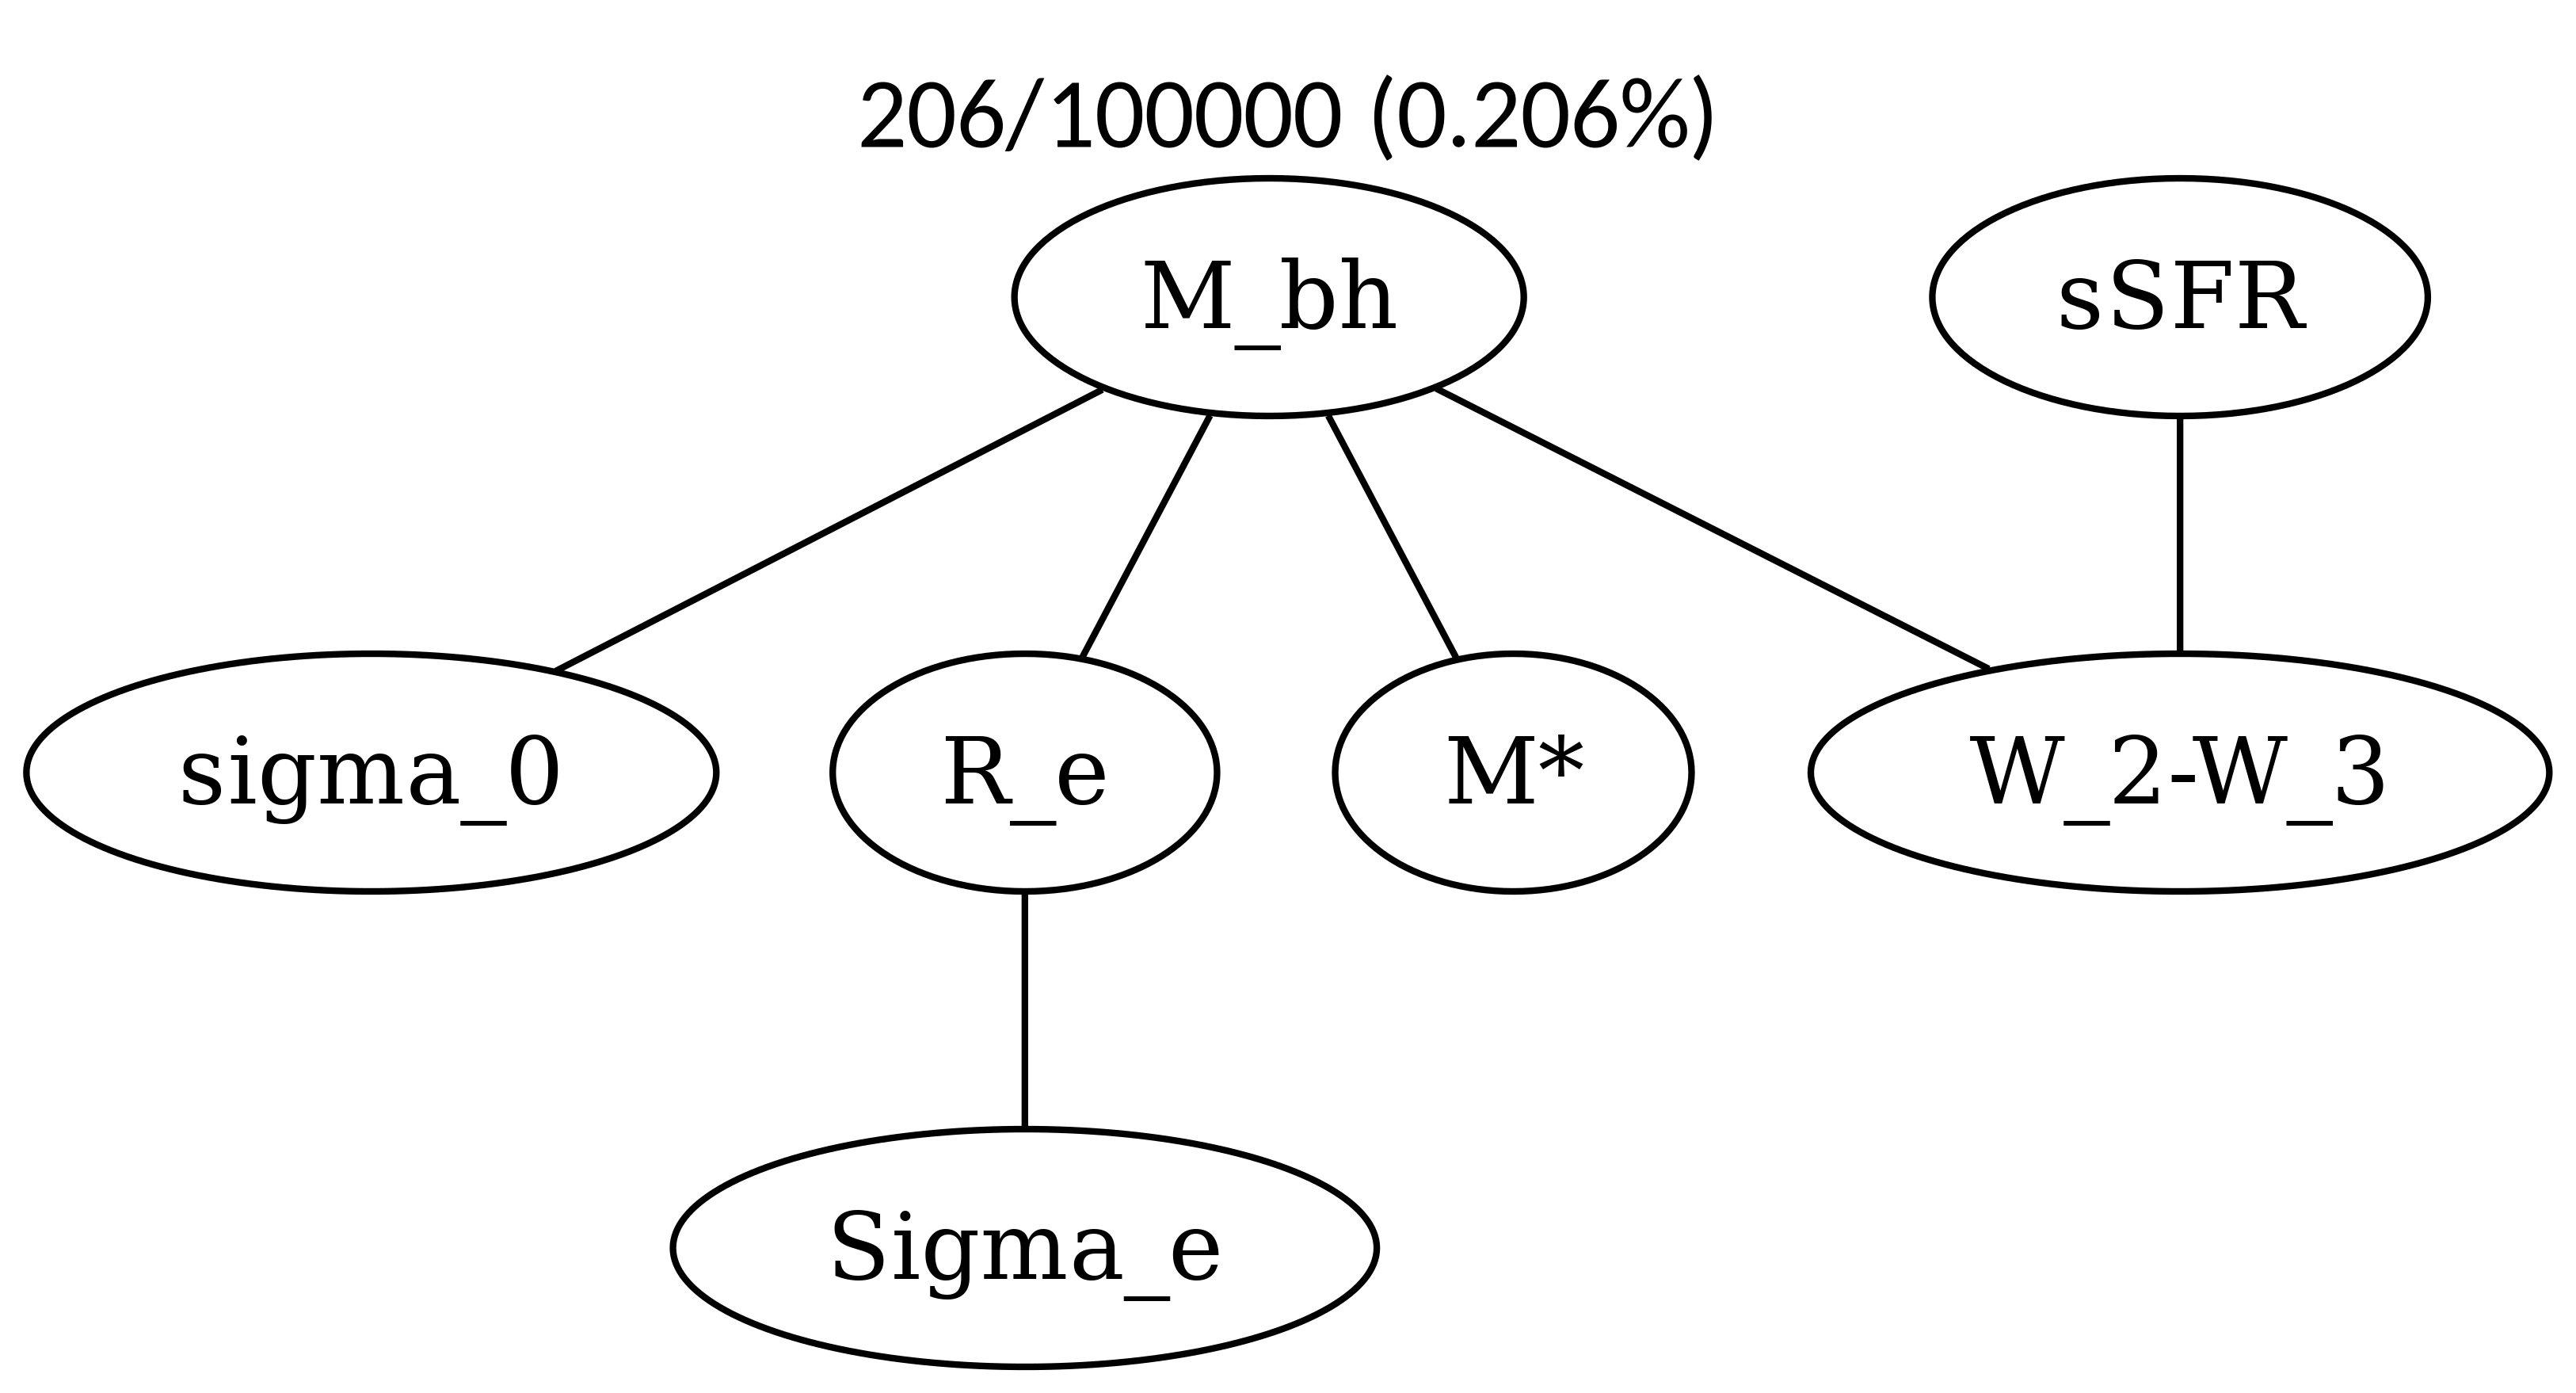 206/100000 (0.206%)
M_bh
sSFR
sigma_0
R_e
M*
W_2-W_3
Sigma_e